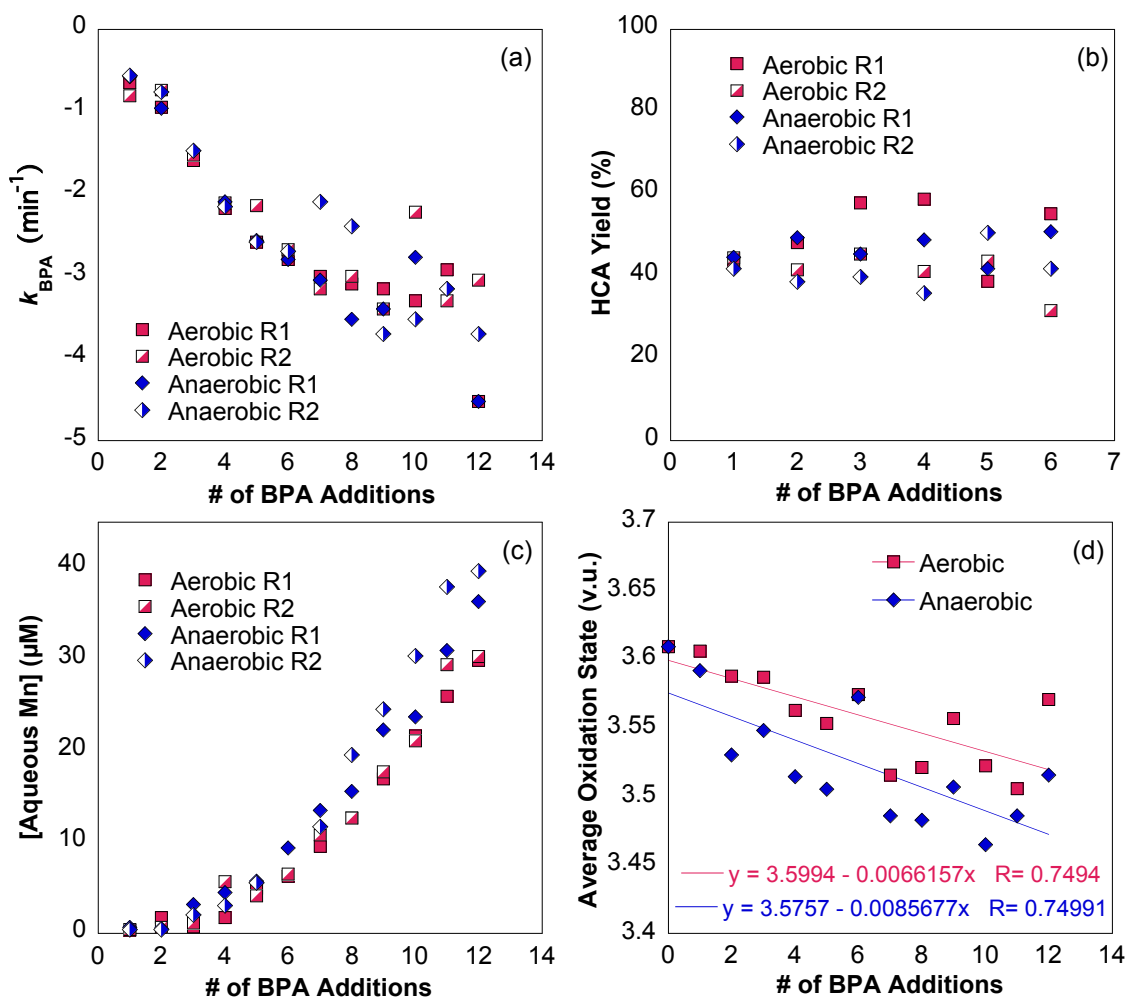 (a)
0
-1
-2
-3
-4
-5
k_BPA (min⁻¹)
Aerobic R1
Aerobic R2
Anaerobic R1
Anaerobic R2
0 2 4 6 8 10 12 14
# of BPA Additions
(b)
100
80
60
40
20
0
HCA Yield (%)
Aerobic R1
Aerobic R2
Anaerobic R1
Anaerobic R2
0 1 2 3 4 5 6 7
# of BPA Additions
(c)
40
30
20
10
0
[Aqueous Mn] (µM)
Aerobic R1
Aerobic R2
Anaerobic R1
Anaerobic R2
0 2 4 6 8 10 12 14
# of BPA Additions
(d)
3.7
3.65
3.6
3.55
3.5
3.45
3.4
Average Oxidation State (v.u.)
Aerobic
Anaerobic
y = 3.5994 - 0.0066157x R= 0.7494
y = 3.5757 - 0.0085677x R= 0.74991
0 2 4 6 8 10 12 14
# of BPA Additions